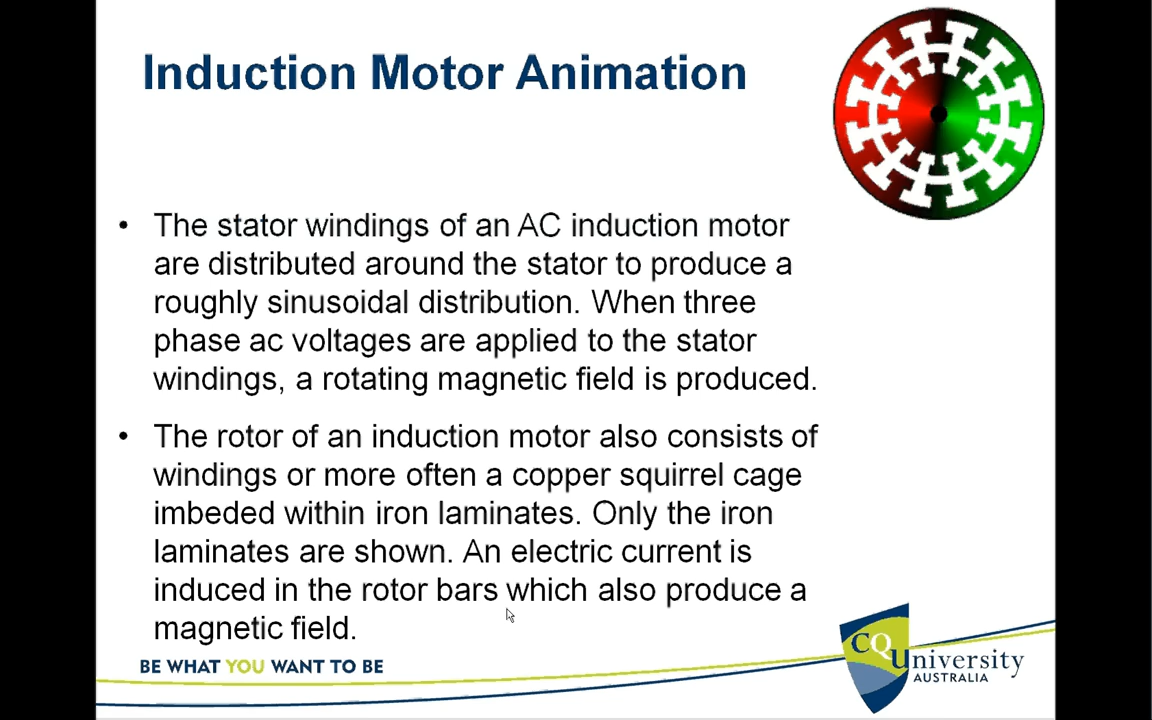 Induction Motor Animation
• The stator windings of an AC induction motor
are distributed around the stator to produce a
roughly sinusoidal distribution. When three
phase ac voltages are applied to the stator
windings, a rotating magnetic field is produced.
• The rotor of an induction motor also consists of
windings or more often a copper squirrel cage
imbeded within iron laminates. Only the iron
laminates are shown. An electric current is
induced in the rotor bars which also produce a
magnetic field.
BE WHAT YOU WANT TO BE
CQUniversity
AUSTRALIA